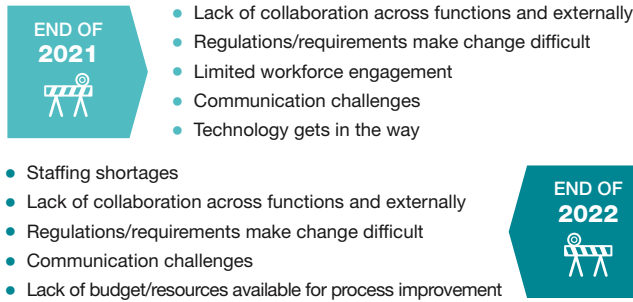 END OF
2021
Lack of collaboration across functions and externally
Regulations/requirements make change difficult
Limited workforce engagement
Communication challenges
Technology gets in the way
Staffing shortages
Lack of collaboration across functions and externally
Regulations/requirements make change difficult
Communication challenges
Lack of budget/resources available for process improvement
END OF
2022